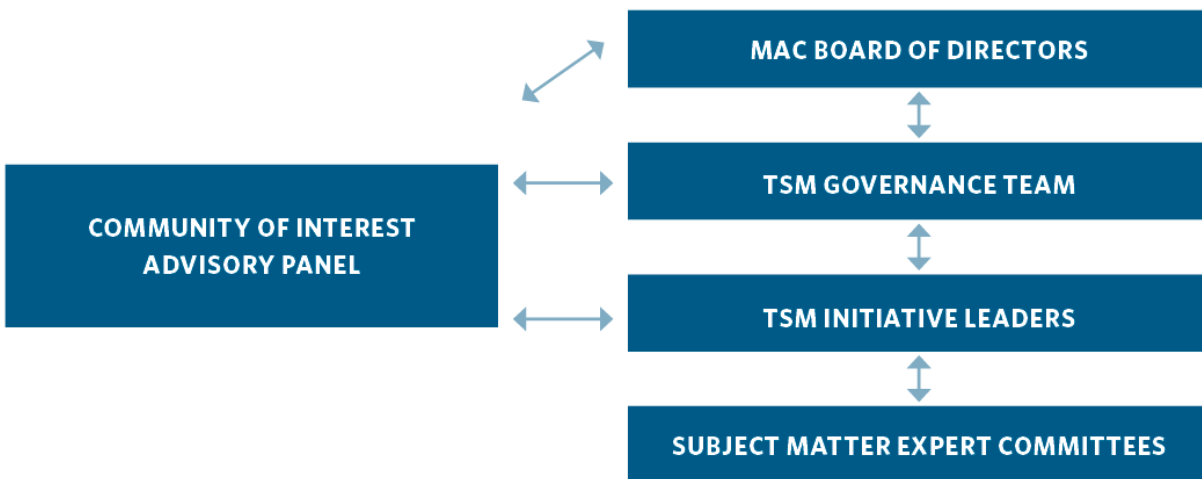 MAC BOARD OF DIRECTORS
TSM GOVERNANCE TEAM
COMMUNITY OF INTEREST
ADVISORY PANEL
TSM INITIATIVE LEADERS
SUBJECT MATTER EXPERT COMMITTEES